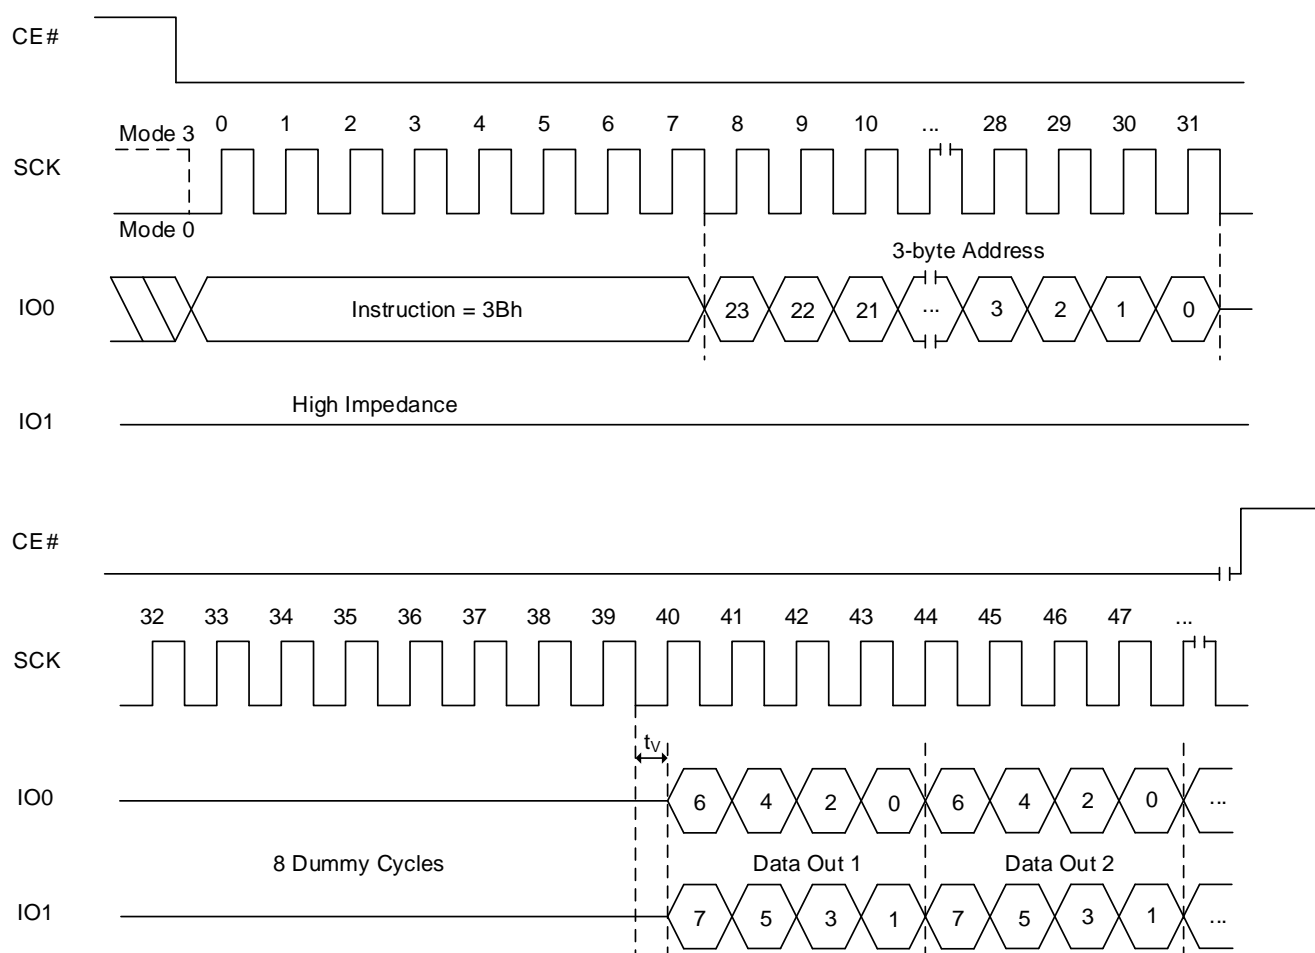 CE#
0 1 2 3 4 5 6 7 8 9 10 ... 28 29 30 31
Mode 3
SCK
Mode 0
3-byte Address
IO0 Instruction = 3Bh 23 22 21 ... 3 2 1 0
High Impedance
IO1
CE#
32 33 34 35 36 37 38 39 40 41 42 43 44 45 46 47 ...
SCK
tV
IO0 6 4 2 0 6 4 2 0 ...
8 Dummy Cycles Data Out 1 Data Out 2
IO1 7 5 3 1 7 5 3 1 ...